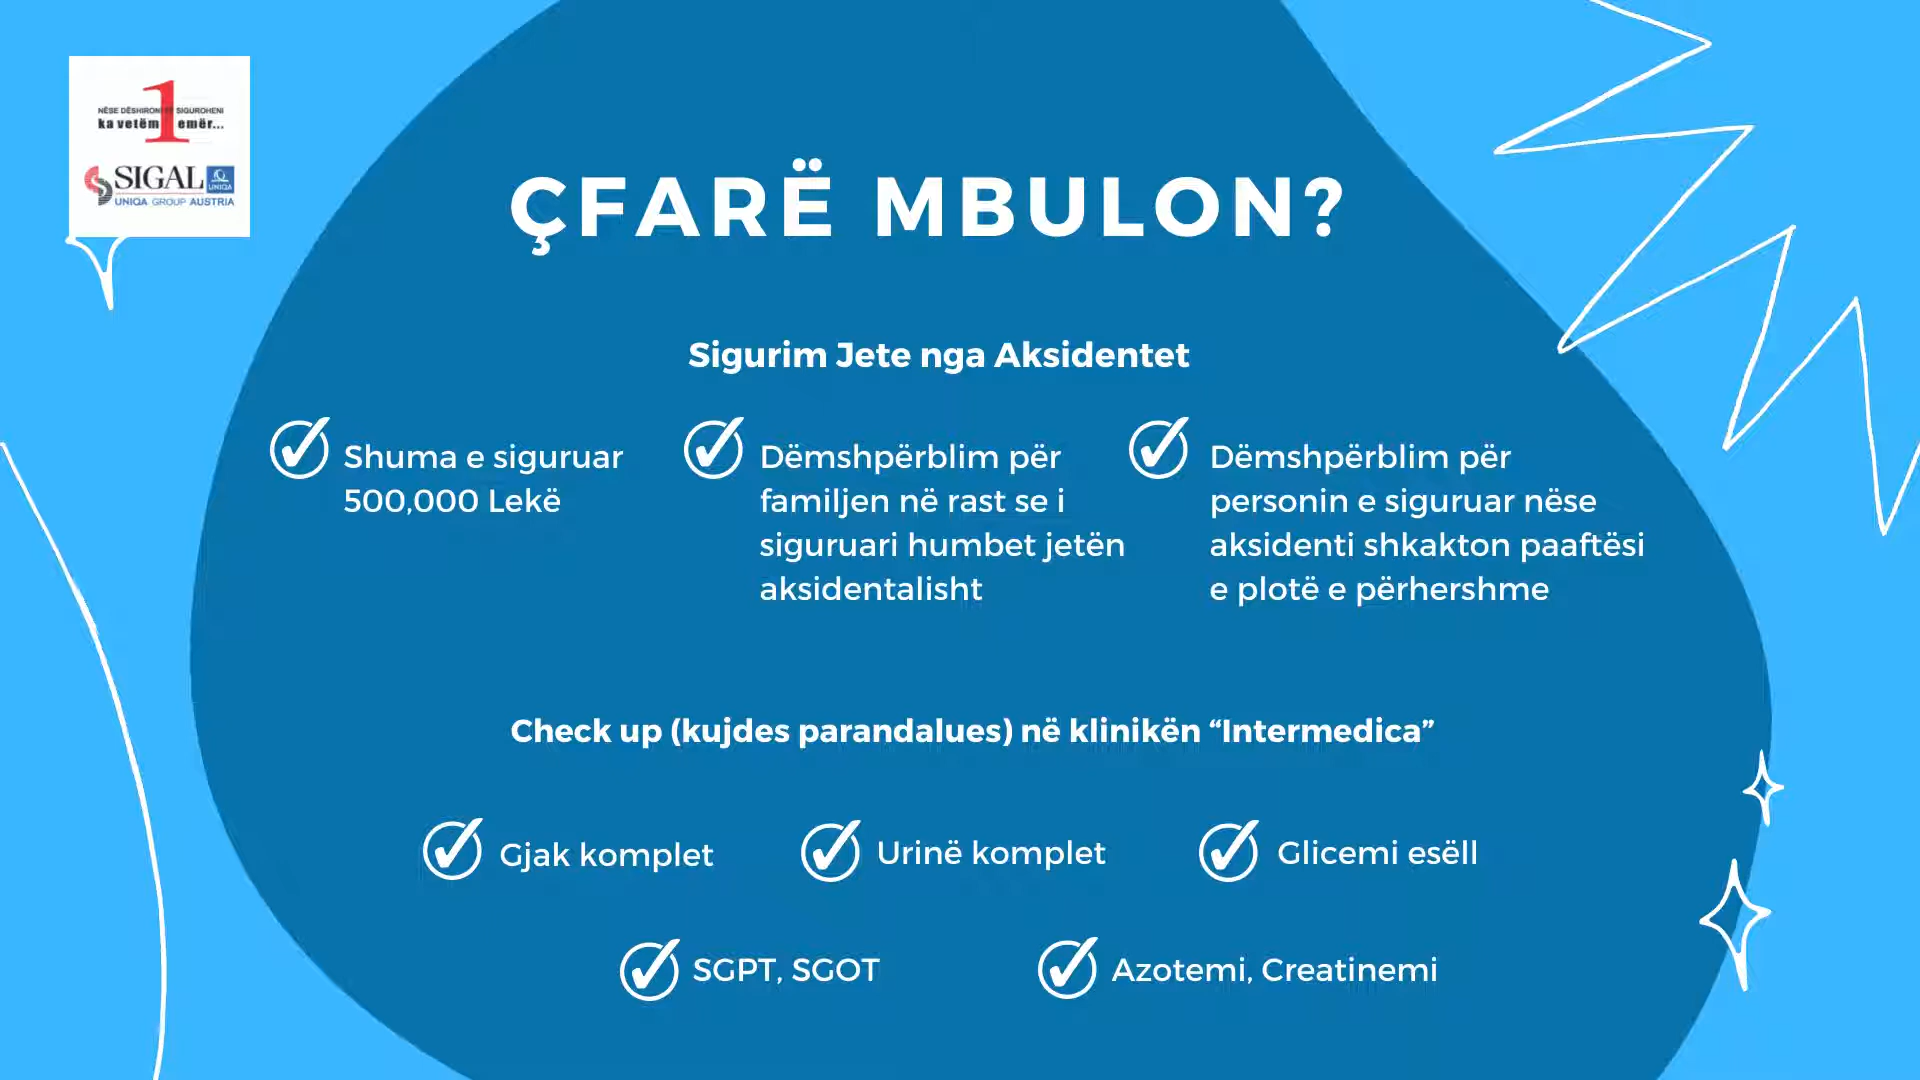 NËSE DËSHIRONI TË SIGUROHENI
ka vetëm 1 emër...
SIGAL UNIQA
UNIQA GROUP AUSTRIA
ÇFARË MBULON?
Sigurim Jete nga Aksidentet
Shuma e siguruar
500,000 Lekë
Dëmshpërblim për
familjen në rast se i
siguruari humbet jetën
aksidentalisht
Dëmshpërblim për
personin e siguruar nëse
aksidenti shkakton paaftësi
e plotë e përhershme
Check up (kujdes parandalues) në klinikën “Intermedica”
Gjak komplet
Urinë komplet
Glicemi esëll
SGPT, SGOT
Azotemi, Creatinemi